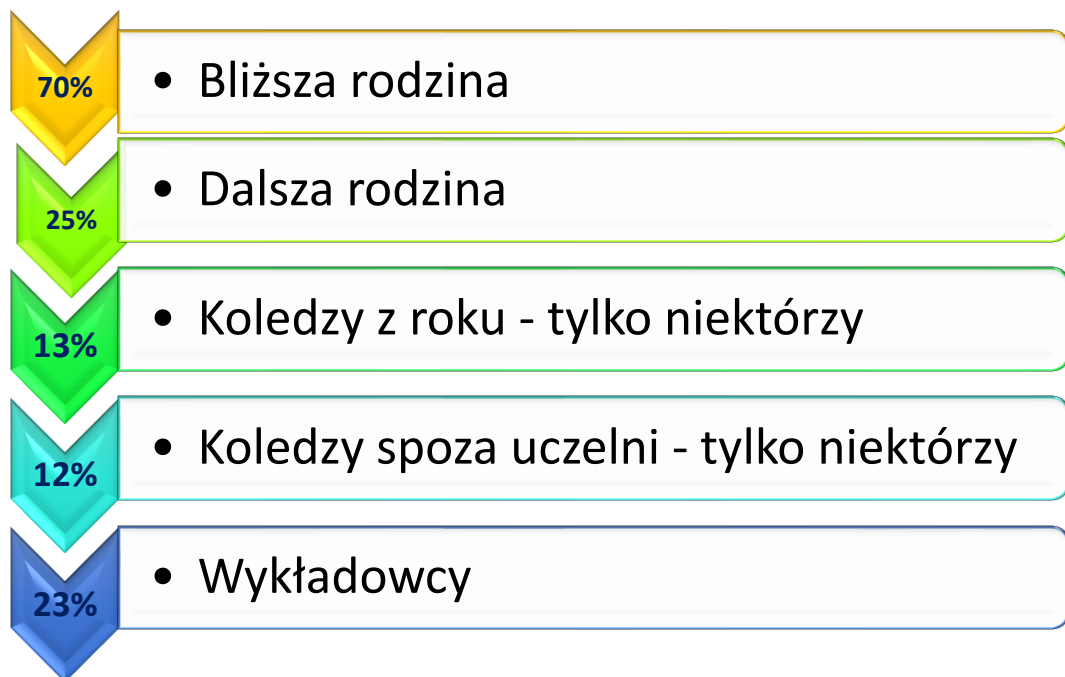 70%
• Bliższa rodzina
25%
• Dalsza rodzina
13%
• Koledzy z roku - tylko niektórzy
12%
• Koledzy spoza uczelni - tylko niektórzy
23%
• Wykładowcy